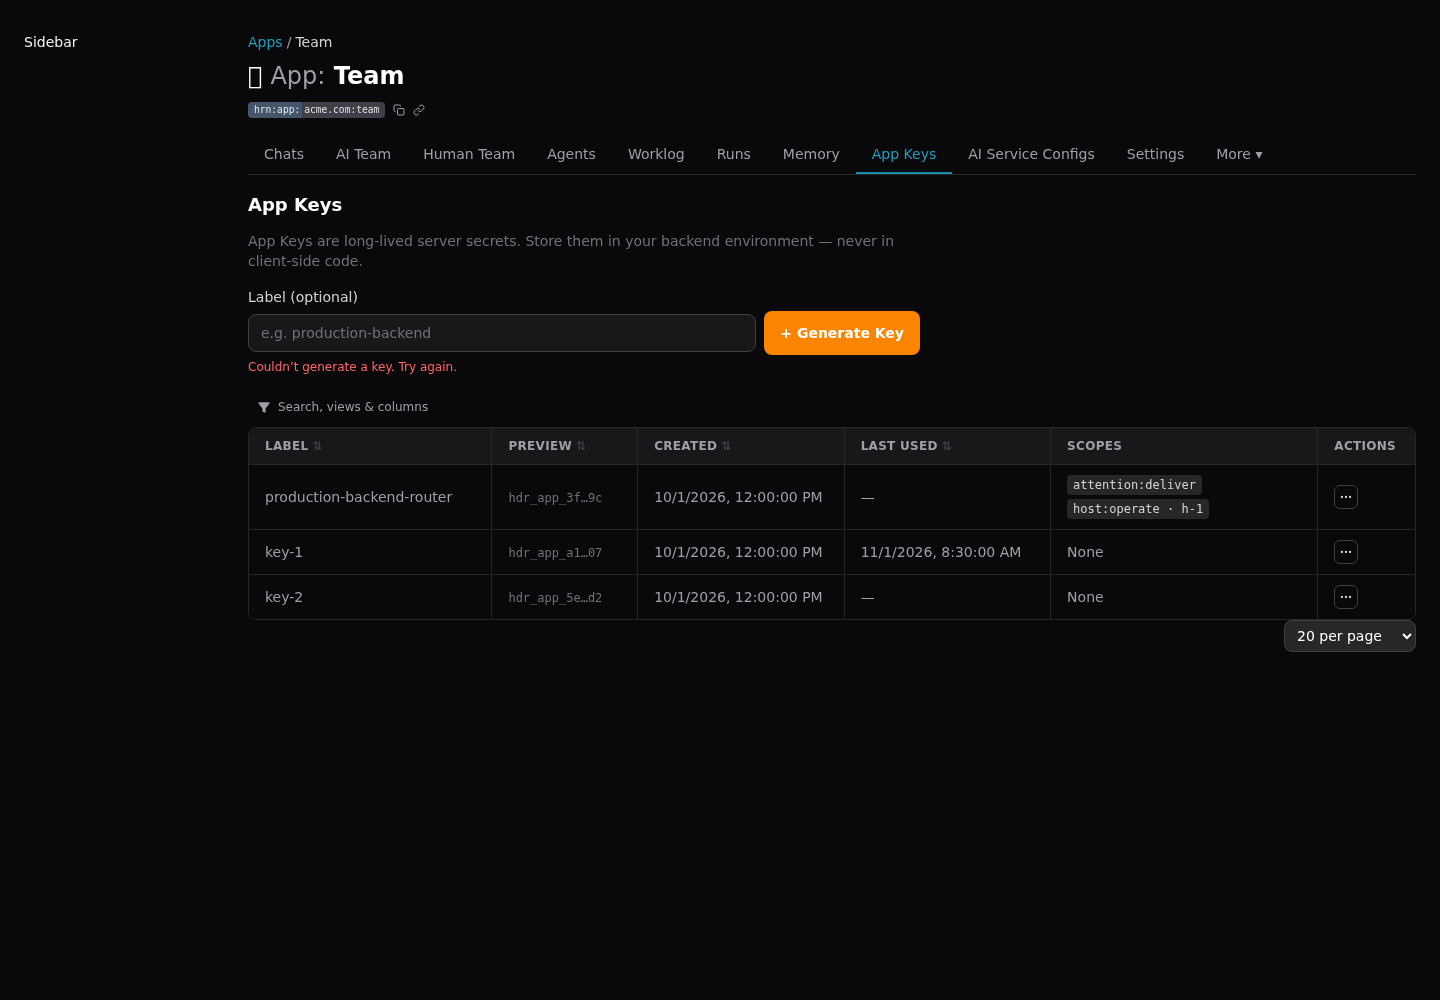 Sidebar
Apps / Team
App: Team
hrn:app: acme.com:team
Chats AI Team Human Team Agents Worklog Runs Memory App Keys AI Service Configs Settings More ▾
App Keys
App Keys are long-lived server secrets. Store them in your backend environment — never in
client-side code.
Label (optional)
e.g. production-backend
+ Generate Key
Couldn’t generate a key. Try again.
Search, views & columns
LABEL ⇅ PREVIEW ⇅ CREATED ⇅ LAST USED ⇅ SCOPES ACTIONS
production-backend-router hdr_app_3f…9c 10/1/2026, 12:00:00 PM — attention:deliver
host:operate · h-1
key-1 hdr_app_a1…07 10/1/2026, 12:00:00 PM 11/1/2026, 8:30:00 AM None
key-2 hdr_app_5e…d2 10/1/2026, 12:00:00 PM — None
20 per page